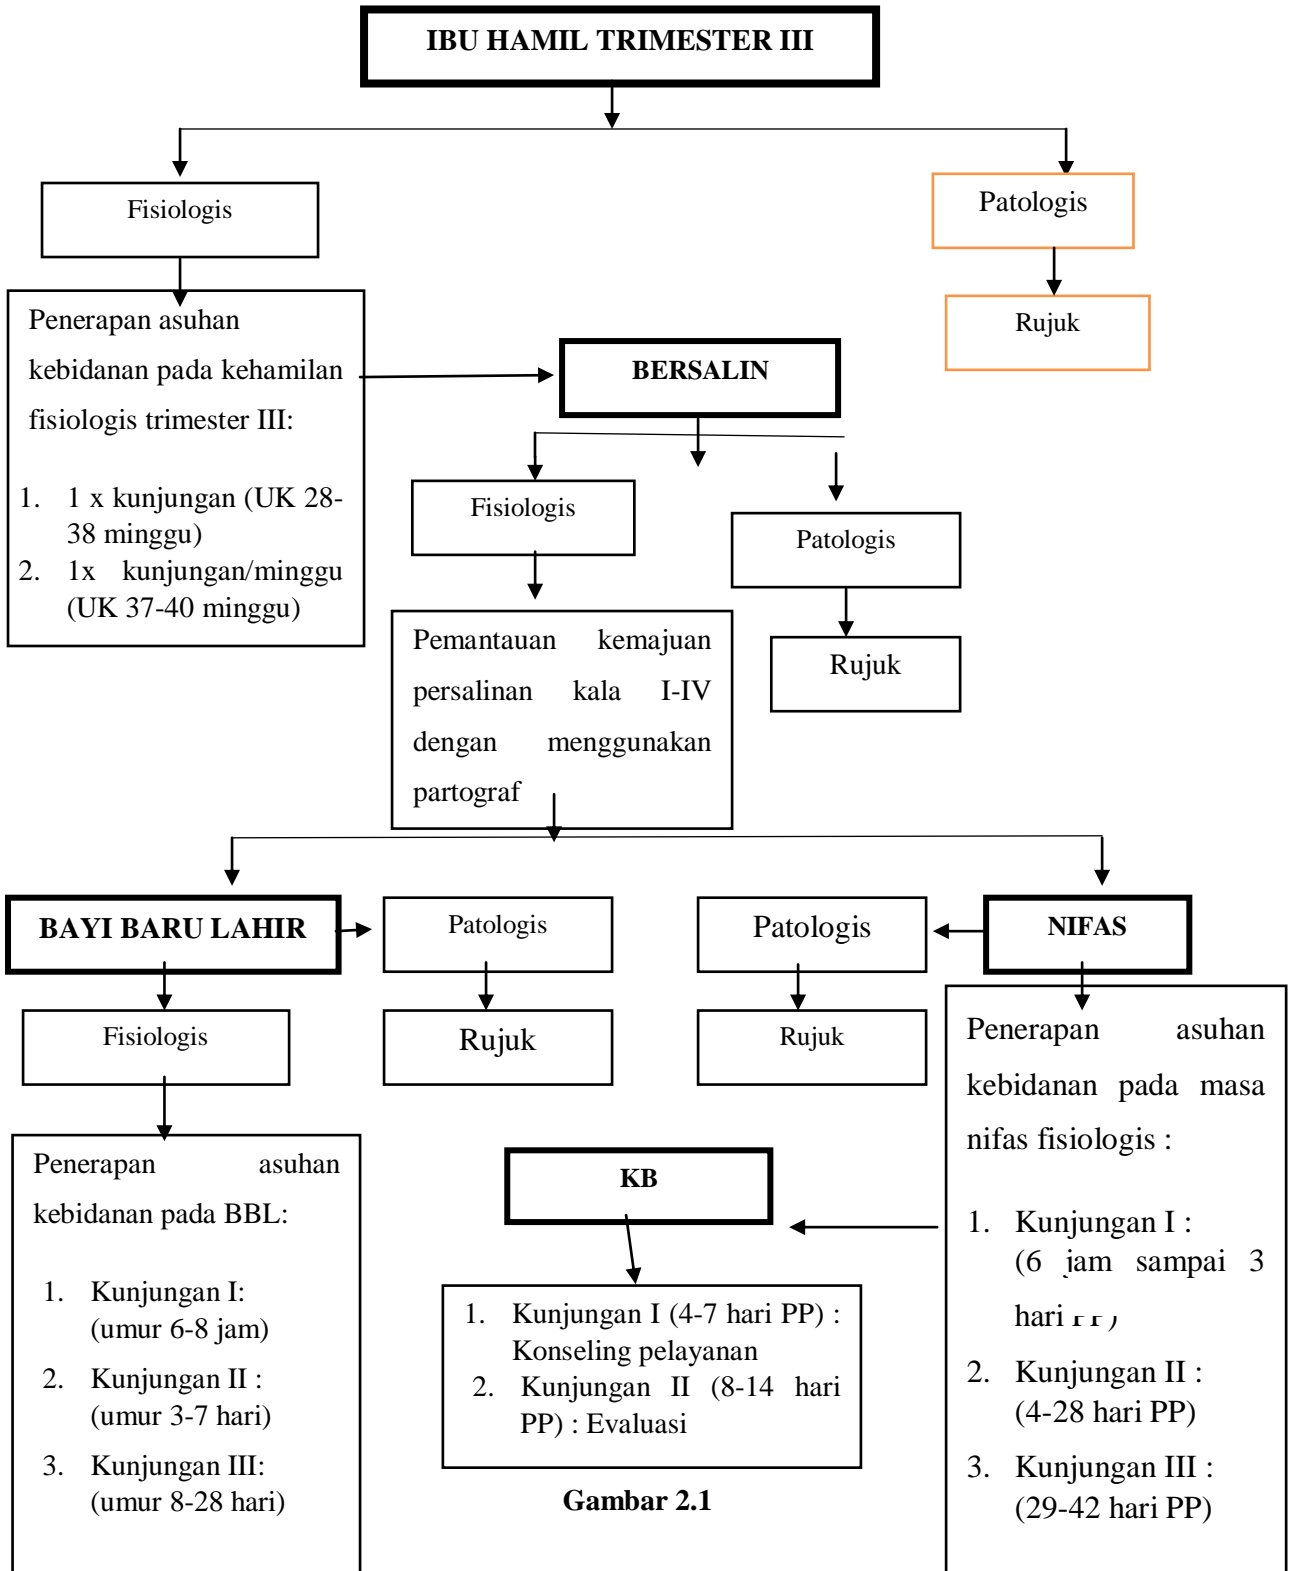 IBU HAMIL TRIMESTER III
Fisiologis
Patologis
Rujuk
Penerapan asuhan
kebidanan pada kehamilan
fisiologis trimester III:
1. 1 x kunjungan (UK 28-
38 minggu)
2. 1x kunjungan/minggu
(UK 37-40 minggu)
BERSALIN
Fisiologis
Patologis
Rujuk
Pemantauan kemajuan
persalinan kala I-IV
dengan menggunakan
partograf
BAYI BARU LAHIR
Patologis
Rujuk
Patologis
Rujuk
NIFAS
Fisiologis
Penerapan asuhan
kebidanan pada BBL:
1. Kunjungan I:
(umur 6-8 jam)
2. Kunjungan II :
(umur 3-7 hari)
3. Kunjungan III:
(umur 8-28 hari)
KB
1. Kunjungan I (4-7 hari PP) :
Konseling pelayanan
2. Kunjungan II (8-14 hari
PP) : Evaluasi
Penerapan asuhan
kebidanan pada masa
nifas fisiologis :
1. Kunjungan I :
(6 jam sampai 3
hari
2. Kunjungan II :
(4-28 hari PP)
3. Kunjungan III :
(29-42 hari PP)
Gambar 2.1